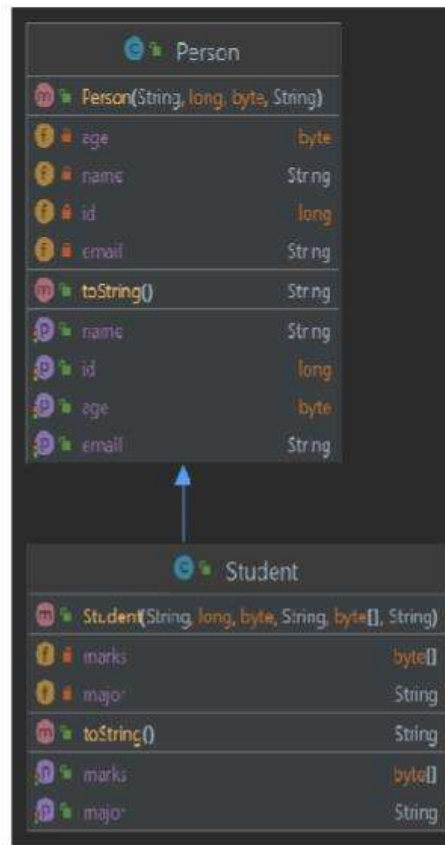 Person
Person(String, long, byte, String)
age byte
name String
id long
email String
toString() String
name String
id long
age byte
email String
Student
Student(String, long, byte, String, byte[], String)
marks byte[]
major String
toString() String
marks byte[]
major String